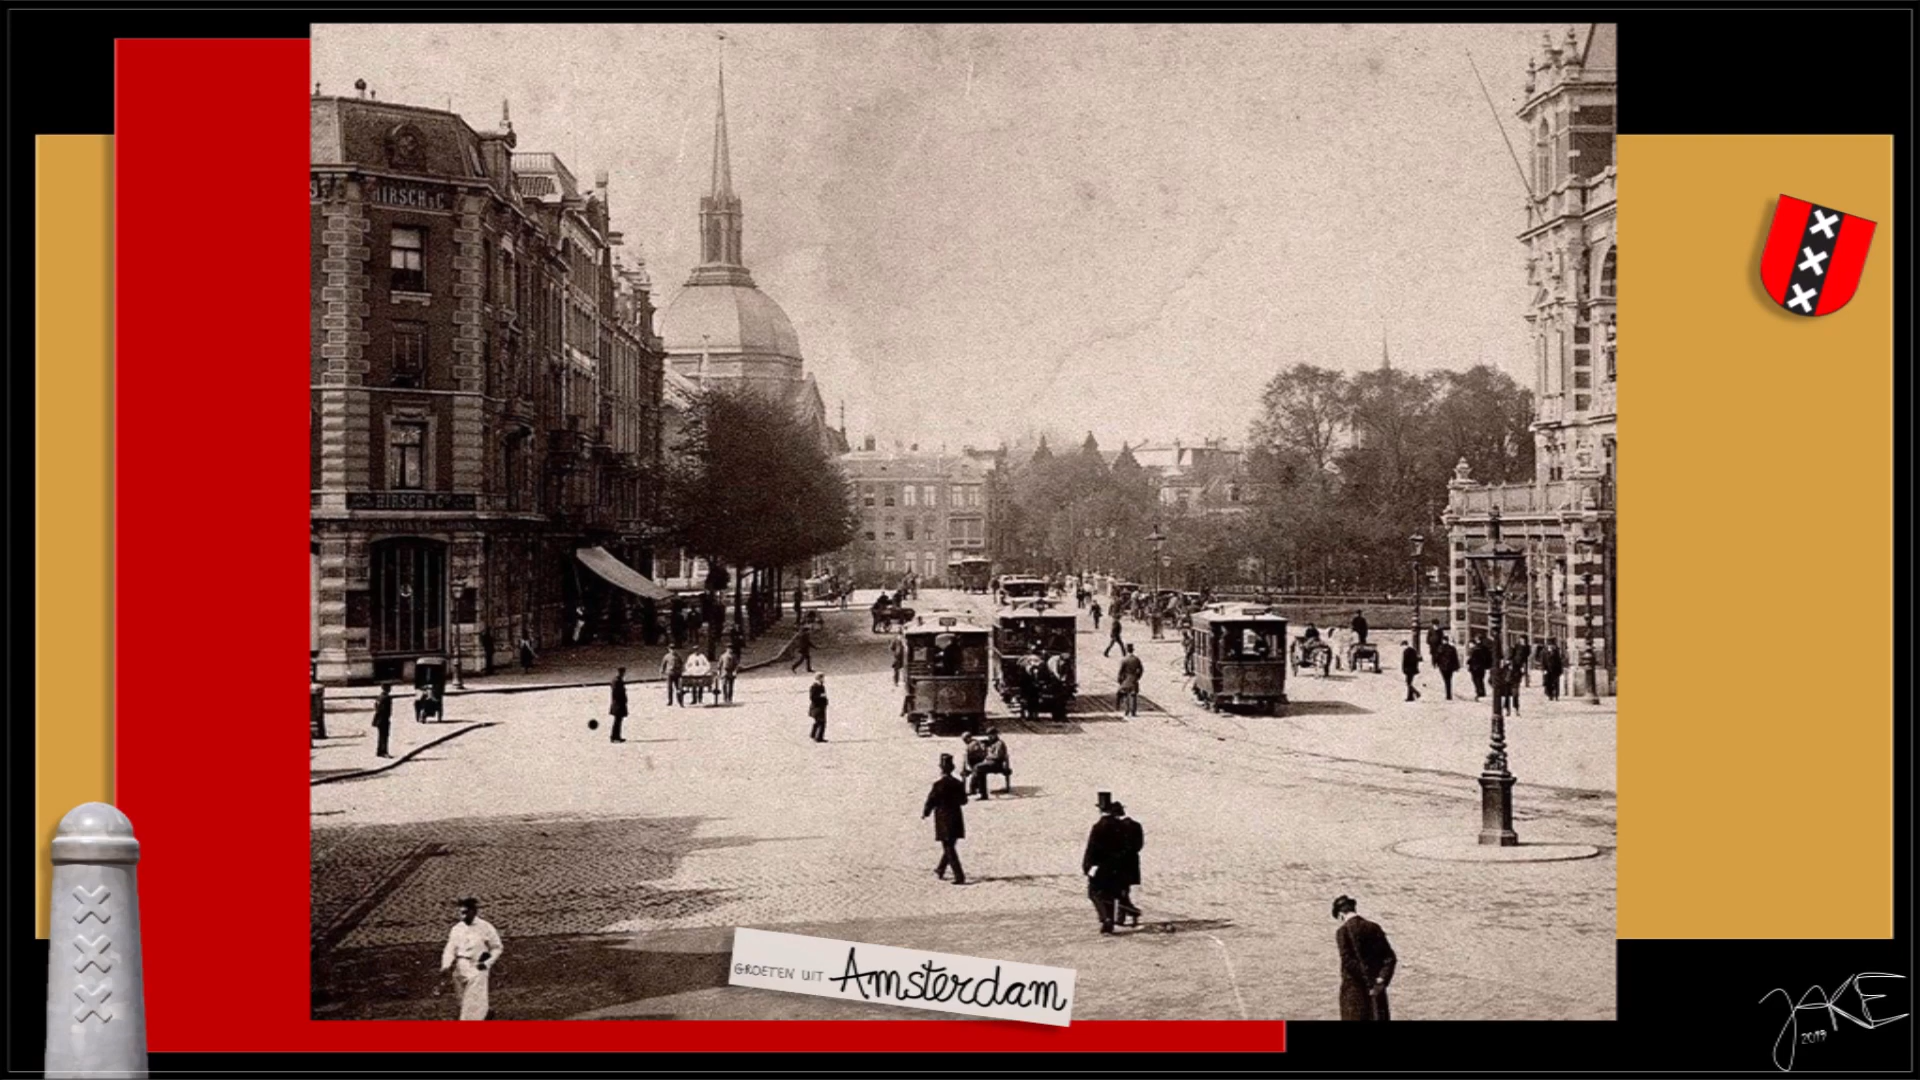 HIRSCH & C
HIRSCH & C
GROETEN UIT Amsterdam
JAKE
2019